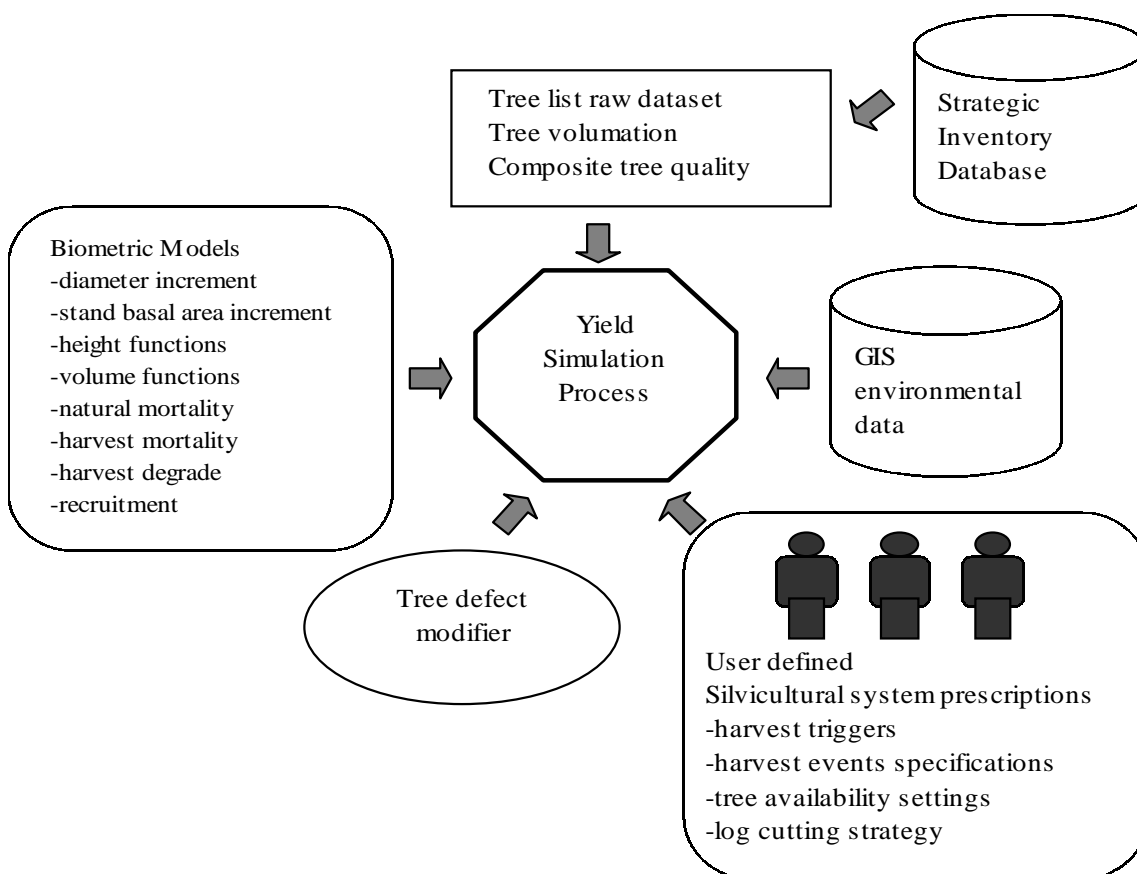 Tree list raw dataset
Tree volumation
Composite tree quality
Strategic
Inventory
Database
Biometric Models
-diameter increment
-stand basal area increment
-height functions
-volume functions
-natural mortality
-harvest mortality
-harvest degrade
-recruitment
Yield
Simulation
Process
GIS
environmental
data
Tree defect
modifier
User defined
Silvicultural system prescriptions
-harvest triggers
-harvest events specifications
-tree availability settings
-log cutting strategy